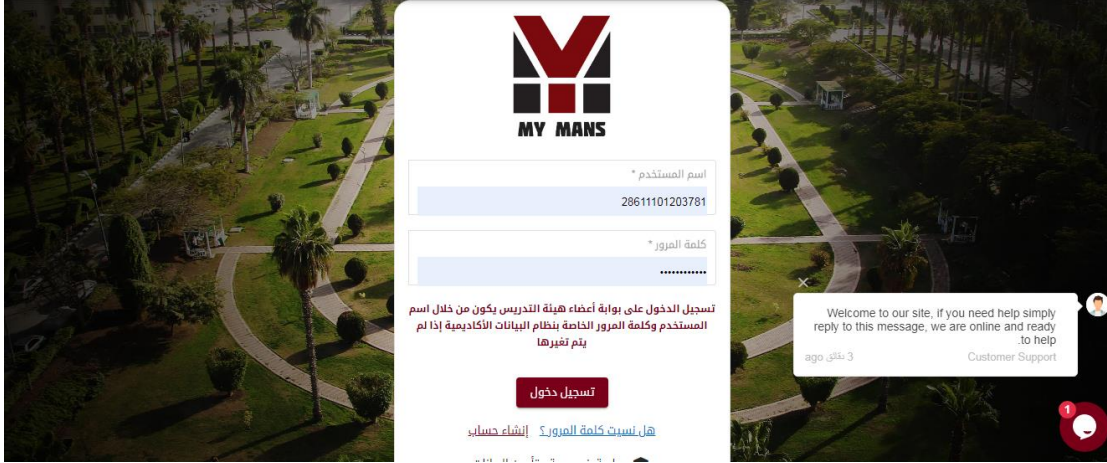 MY MANS
اسم المستخدم *
28611101203781
كلمة المرور *
••••••••••••
تسجيل الدخول على بوابة أعضاء هيئة التدريس يكون من خلال اسم
المستخدم وكلمة المرور الخاصة بنظام البيانات الأكاديمية إذا لم
يتم تغيرها
تسجيل دخول
هل نسيت كلمة المرور ؟ إنشاء حساب
Welcome to our site, if you need help simply
reply to this message, we are online and ready
.to help
ago دقائق 3 Customer Support
1